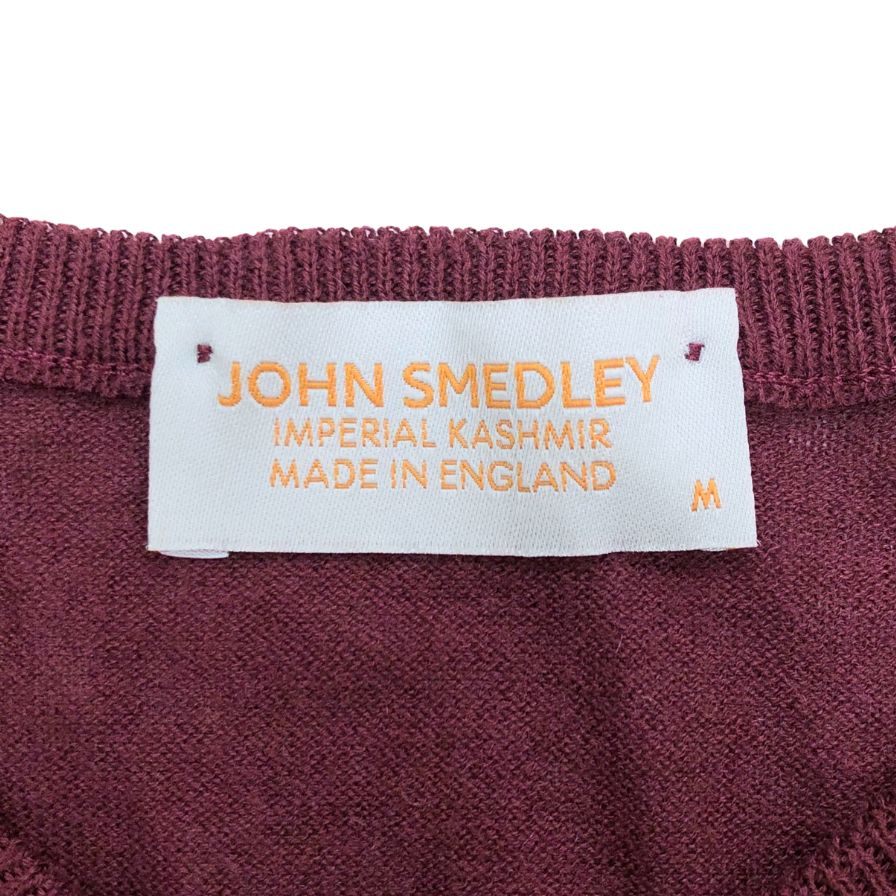 JOHN SMEDLEY
IMPERIAL KASHMIR
MADE IN ENGLAND
M